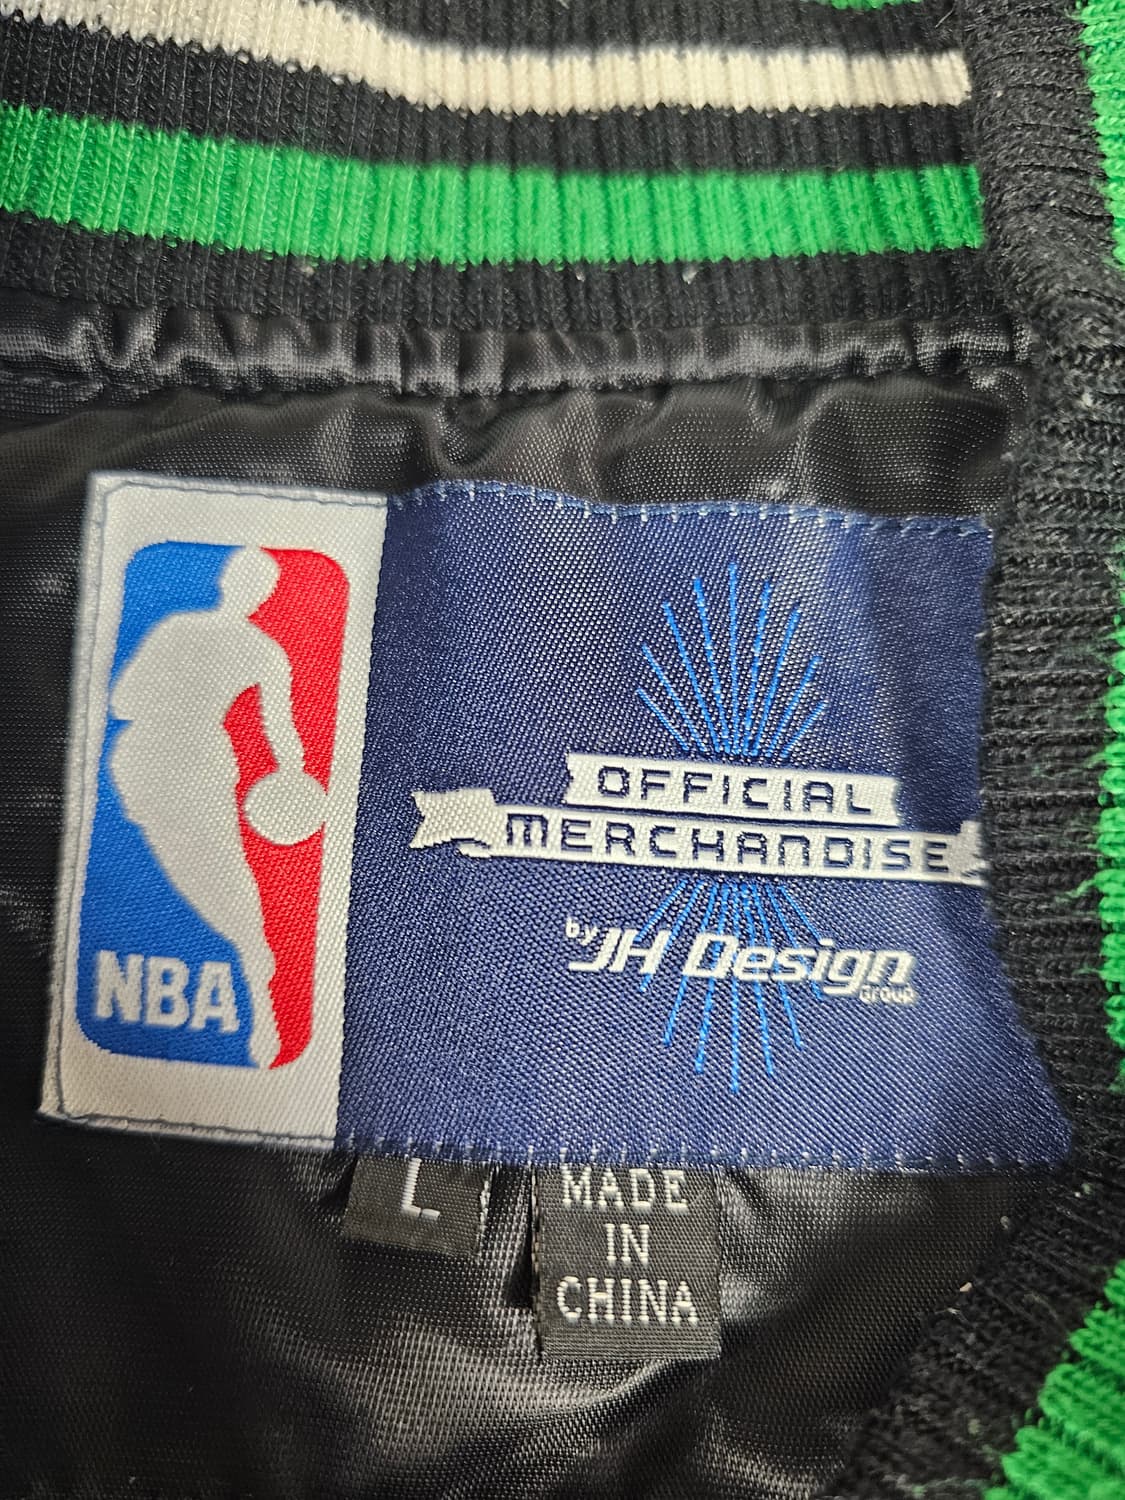 NBA
OFFICIAL
MERCHANDISE
by JH Design
Group
L
MADE
IN
CHINA